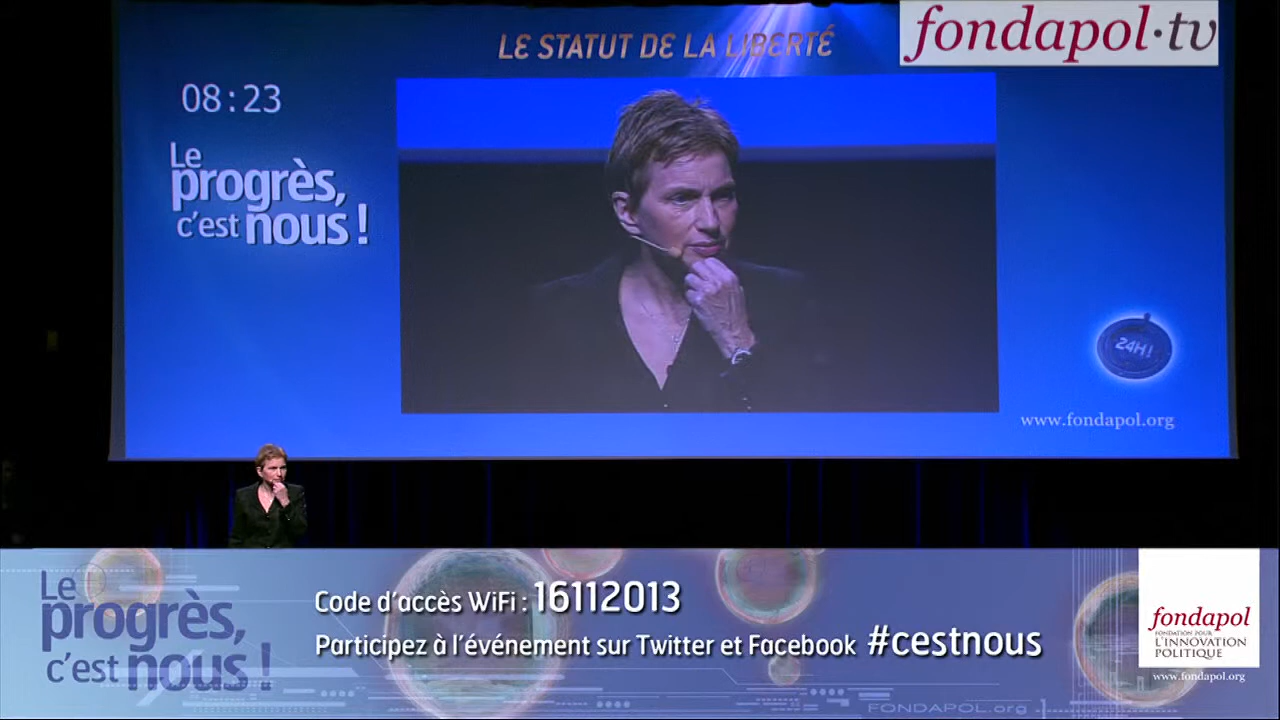 LE STATUT DE LA LIBERTÉ
fondapol·tv
08:23
Le
progrès,
c'est nous !
24H!
www.fondapol.org
Le
progrès,
c'est nous !
Code d'accès WiFi : 16112013
Participez à l'événement sur Twitter et Facebook #cestnous
fondapol
FONDATION POUR
L'INNOVATION
POLITIQUE
www.fondapol.org
FONDAPOL.org